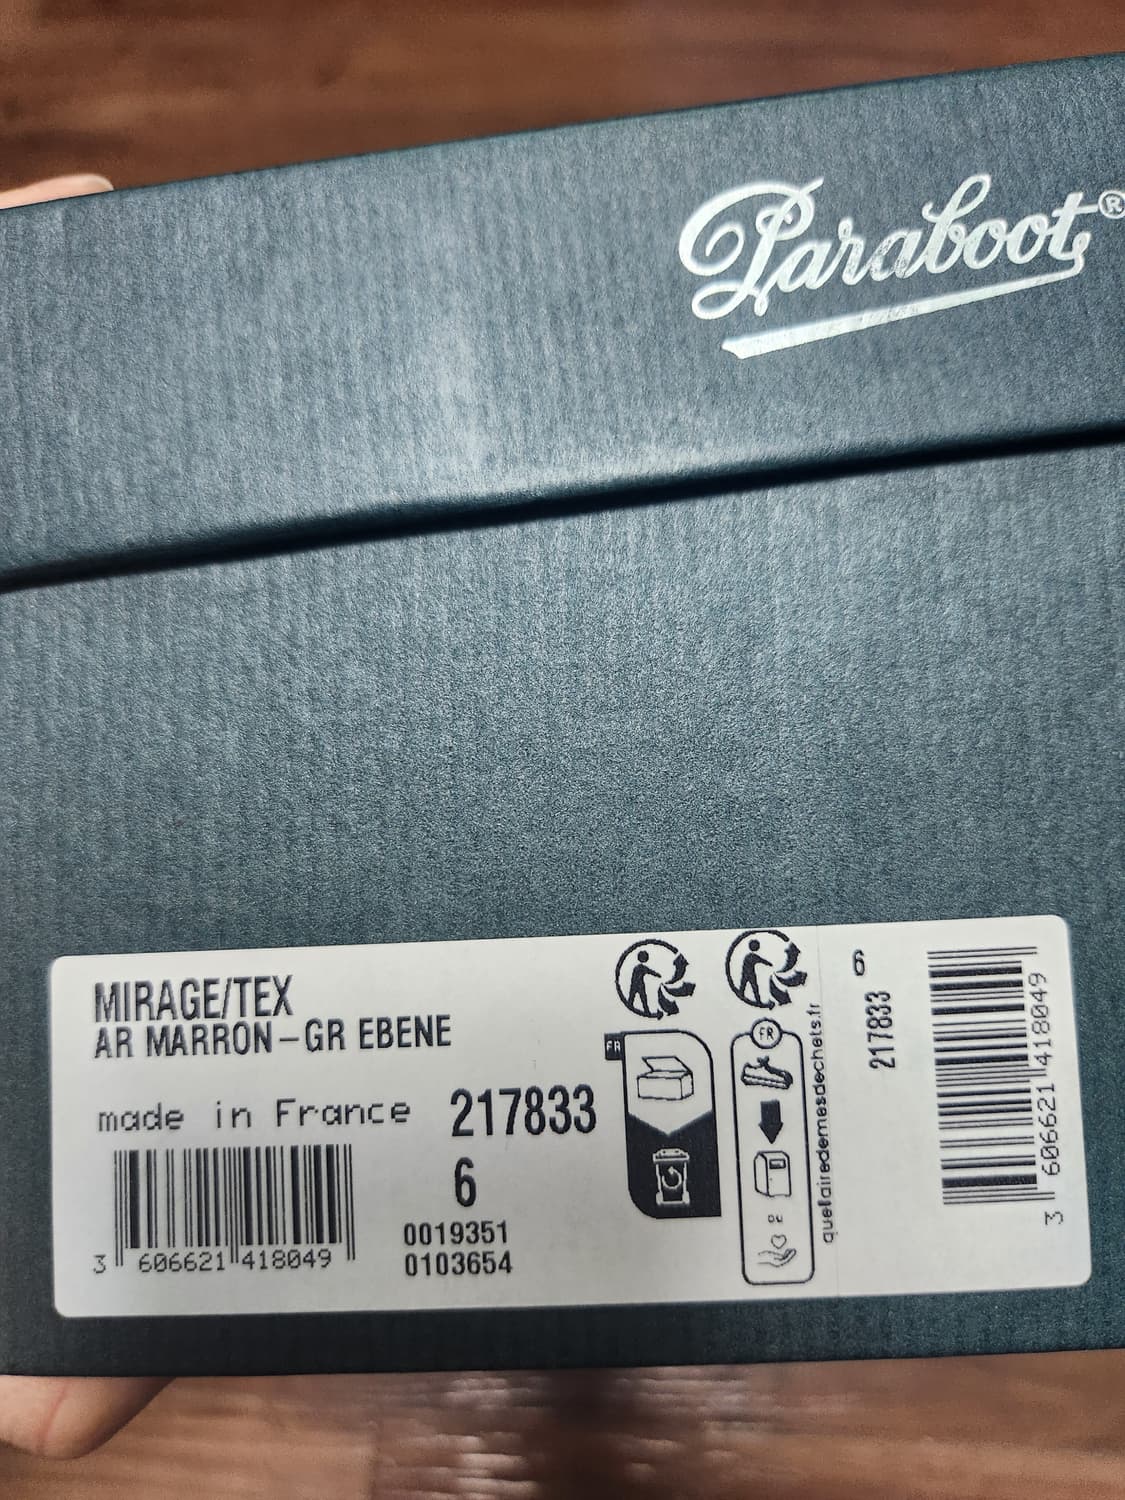 Paraboot®
MIRAGE/TEX
AR MARRON-GR EBENE
made in France
217833
6
0019351
0103654
3 606621 418049
FR
FR
quefairedemesdechets.fr
6
217833
3 606621 418049